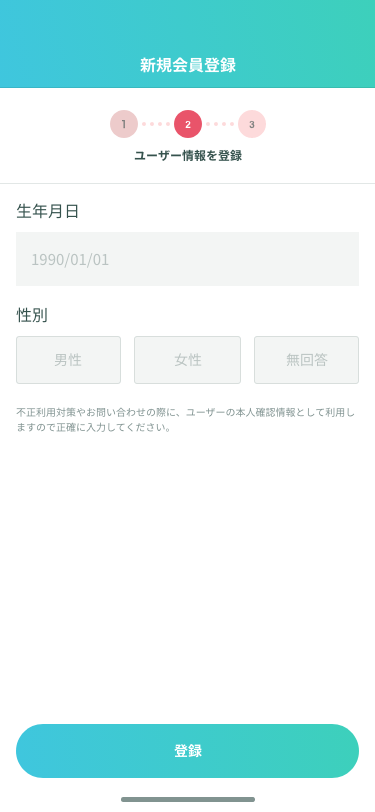 新規会員登録
1 2 3
ユーザー情報を登録
生年月日
1990/01/01
性別
男性 女性 無回答
不正利用対策やお問い合わせの際に、ユーザーの本人確認情報として利用し
ますので正確に入力してください。
登録